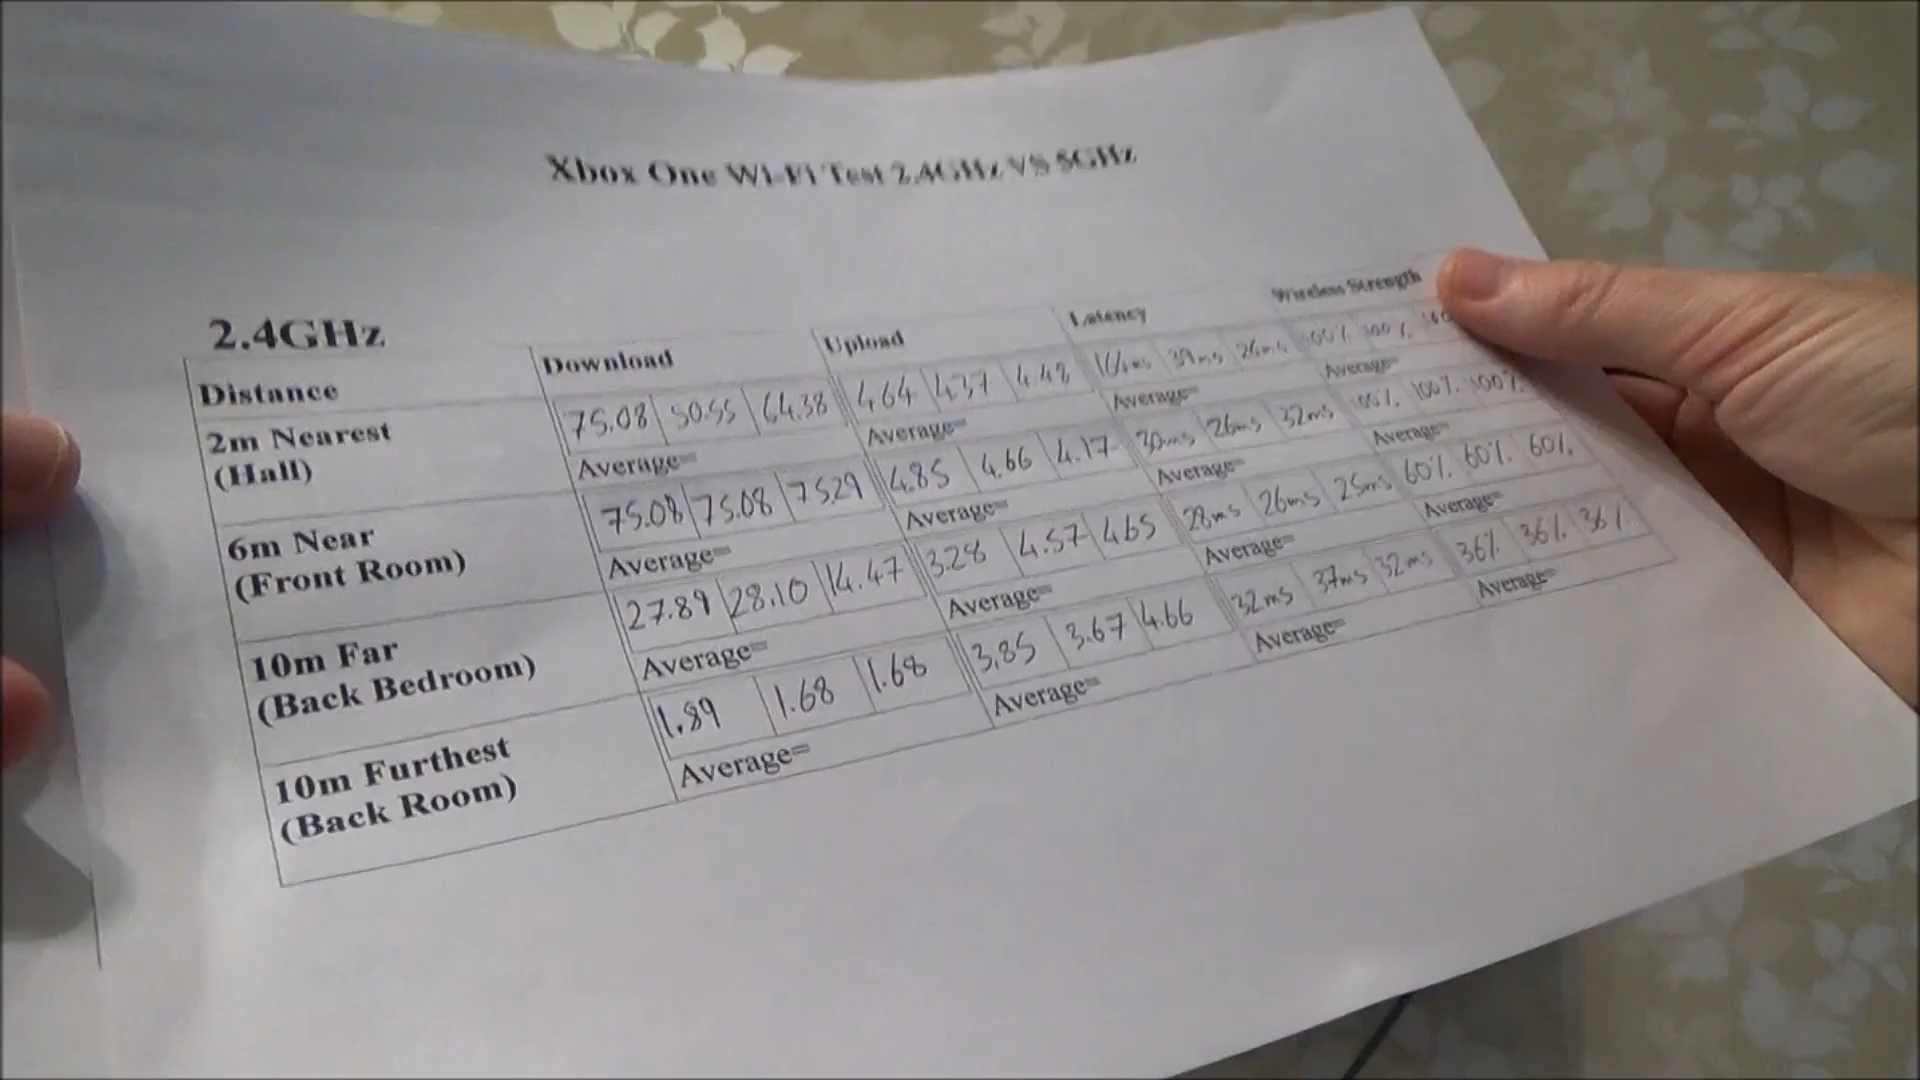 Xbox One Wi-Fi Test 2.4GHz VS 5GHz
2.4GHz
Distance Download Upload Latency Wireless Strength
2m Nearest 75.08 50.55 64.38 4.64 4.37 4.48 164ms 39ms 26ms 100% 100%
(Hall) Average= Average= Average= Average=
6m Near 75.08 75.08 75.29 4.85 4.66 4.17 30ms 26ms 32ms 100% 100% 100%
(Front Room) Average= Average= Average= Average=
10m Far 27.89 28.10 14.47 3.28 4.57 4.65 28ms 26ms 25ms 60% 60% 60%
(Back Bedroom) Average= Average= Average= Average=
10m Furthest 1.89 1.68 1.68 3.85 3.67 4.66 32ms 37ms 32ms 36% 36% 36%
(Back Room) Average= Average= Average= Average=